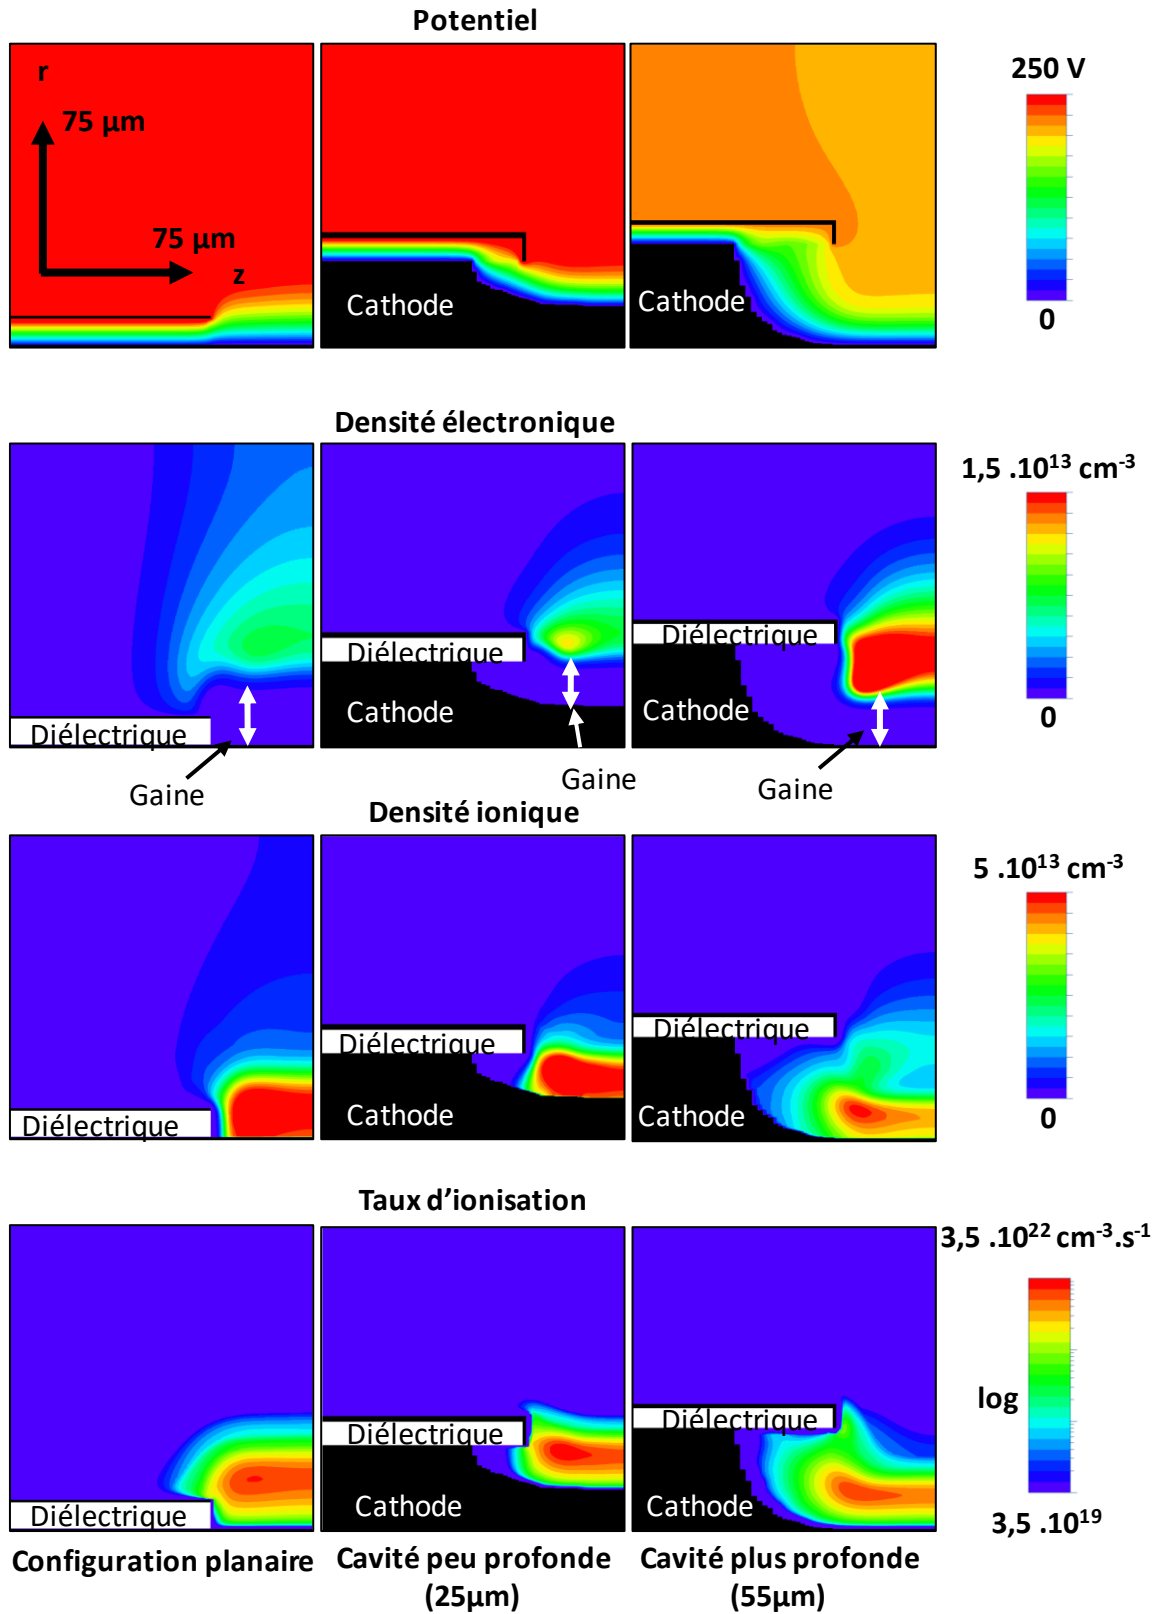 Potentiel
r
75 µm
75 µm
z
Cathode
Cathode
250 V
0
Densité électronique
Diélectrique
Diélectrique
Cathode
Diélectrique
Cathode
Gaine
Gaine
Gaine
1,5 .10¹³ cm⁻³
0
Densité ionique
Diélectrique
Diélectrique
Cathode
Diélectrique
Cathode
5 .10¹³ cm⁻³
0
Taux d’ionisation
Diélectrique
Diélectrique
Cathode
Diélectrique
Cathode
3,5 .10²² cm⁻³.s⁻¹
log
3,5 .10¹⁹
Configuration planaire
Cavité peu profonde
(25µm)
Cavité plus profonde
(55µm)